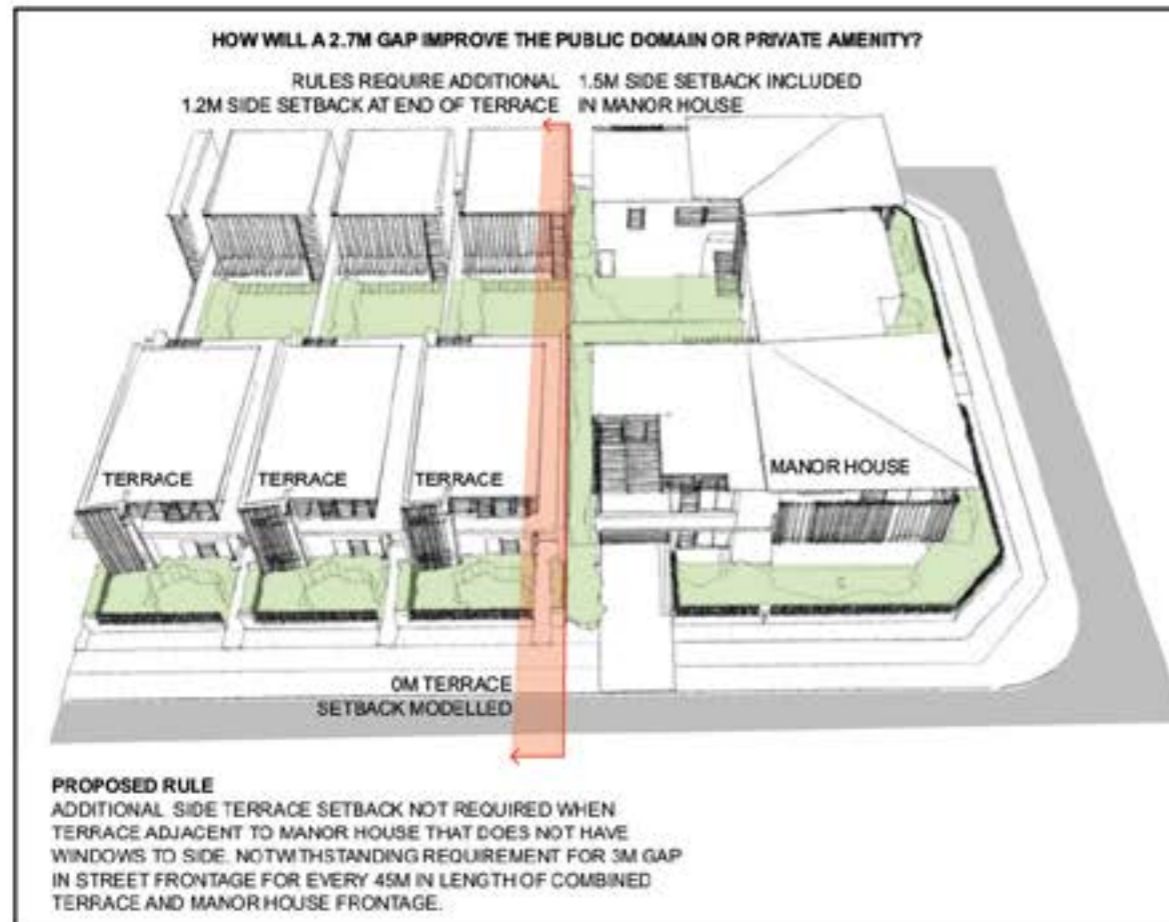 HOW WILL A 2.7M GAP IMPROVE THE PUBLIC DOMAIN OR PRIVATE AMENITY?
RULES REQUIRE ADDITIONAL
1.2M SIDE SETBACK AT END OF TERRACE
1.5M SIDE SETBACK INCLUDED
IN MANOR HOUSE
TERRACE
TERRACE
TERRACE
MANOR HOUSE
0M TERRACE
SETBACK MODELLED
PROPOSED RULE
ADDITIONAL SIDE TERRACE SETBACK NOT REQUIRED WHEN
TERRACE ADJACENT TO MANOR HOUSE THAT DOES NOT HAVE
WINDOWS TO SIDE. NOTWITHSTANDING REQUIREMENT FOR 3M GAP
IN STREET FRONTAGE FOR EVERY 45M IN LENGTH OF COMBINED
TERRACE AND MANOR HOUSE FRONTAGE.